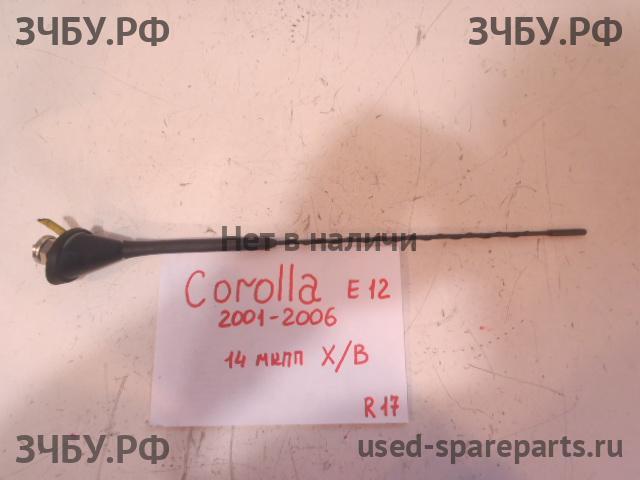 ЗЧБУ.РФ
ЗЧБУ.РФ
Нет в наличи
Corolla E 12
2001-2006
14 мкпп X/B
R 17
ЗЧБУ.РФ
used-spareparts.ru